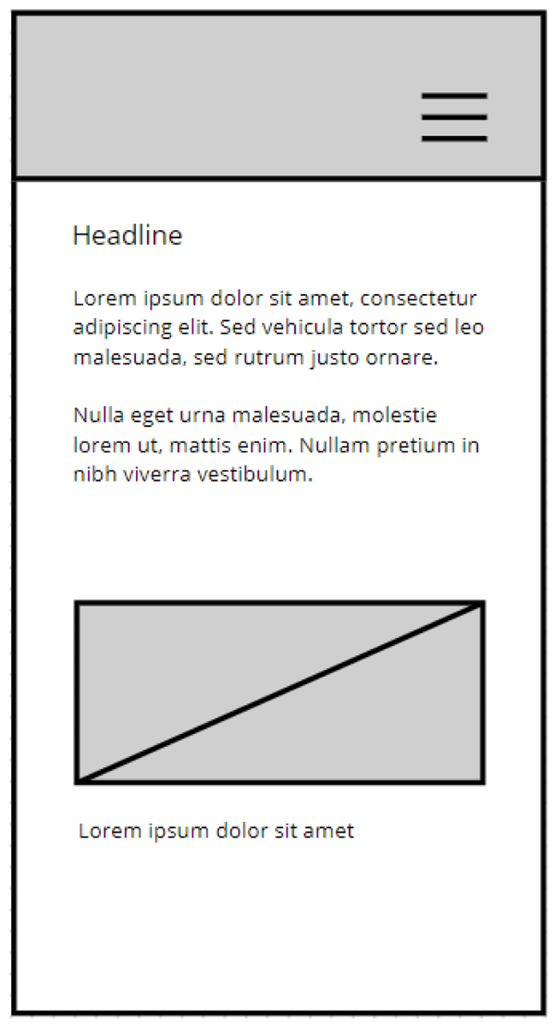 Headline
Lorem ipsum dolor sit amet, consectetur
adipiscing elit. Sed vehicula tortor sed leo
malesuada, sed rutrum justo ornare.
Nulla eget urna malesuada, molestie
lorem ut, mattis enim. Nullam pretium in
nibh viverra vestibulum.
Lorem ipsum dolor sit amet